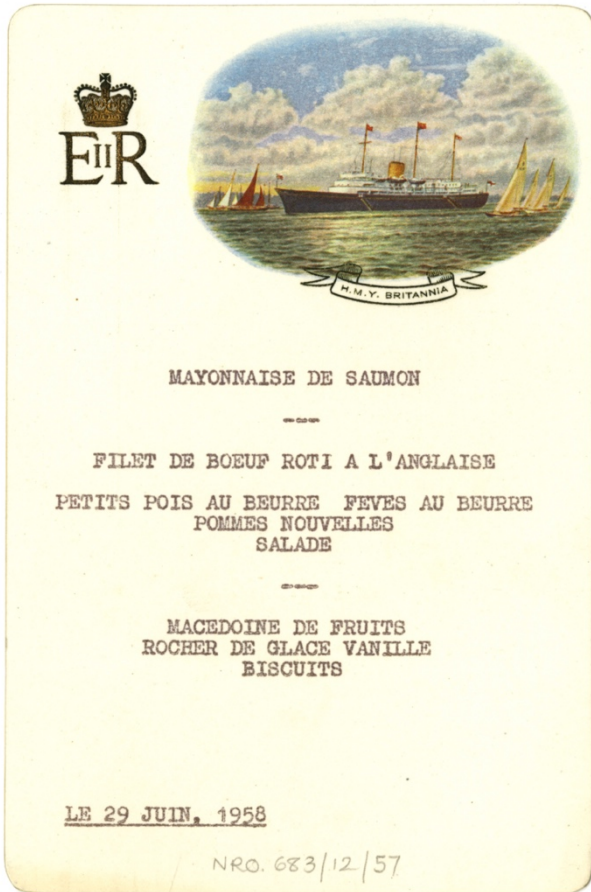 EIIR
H.M.Y. BRITANNIA
MAYONNAISE DE SAUMON
FILET DE BOEUF ROTI A L'ANGLAISE
PETITS POIS AU BEURRE FEVES AU BEURRE
POMMES NOUVELLES
SALADE
MACEDOINE DE FRUITS
ROCHER DE GLACE VANILLE
BISCUITS
LE 29 JUIN, 1958
NRO. 683/12/57